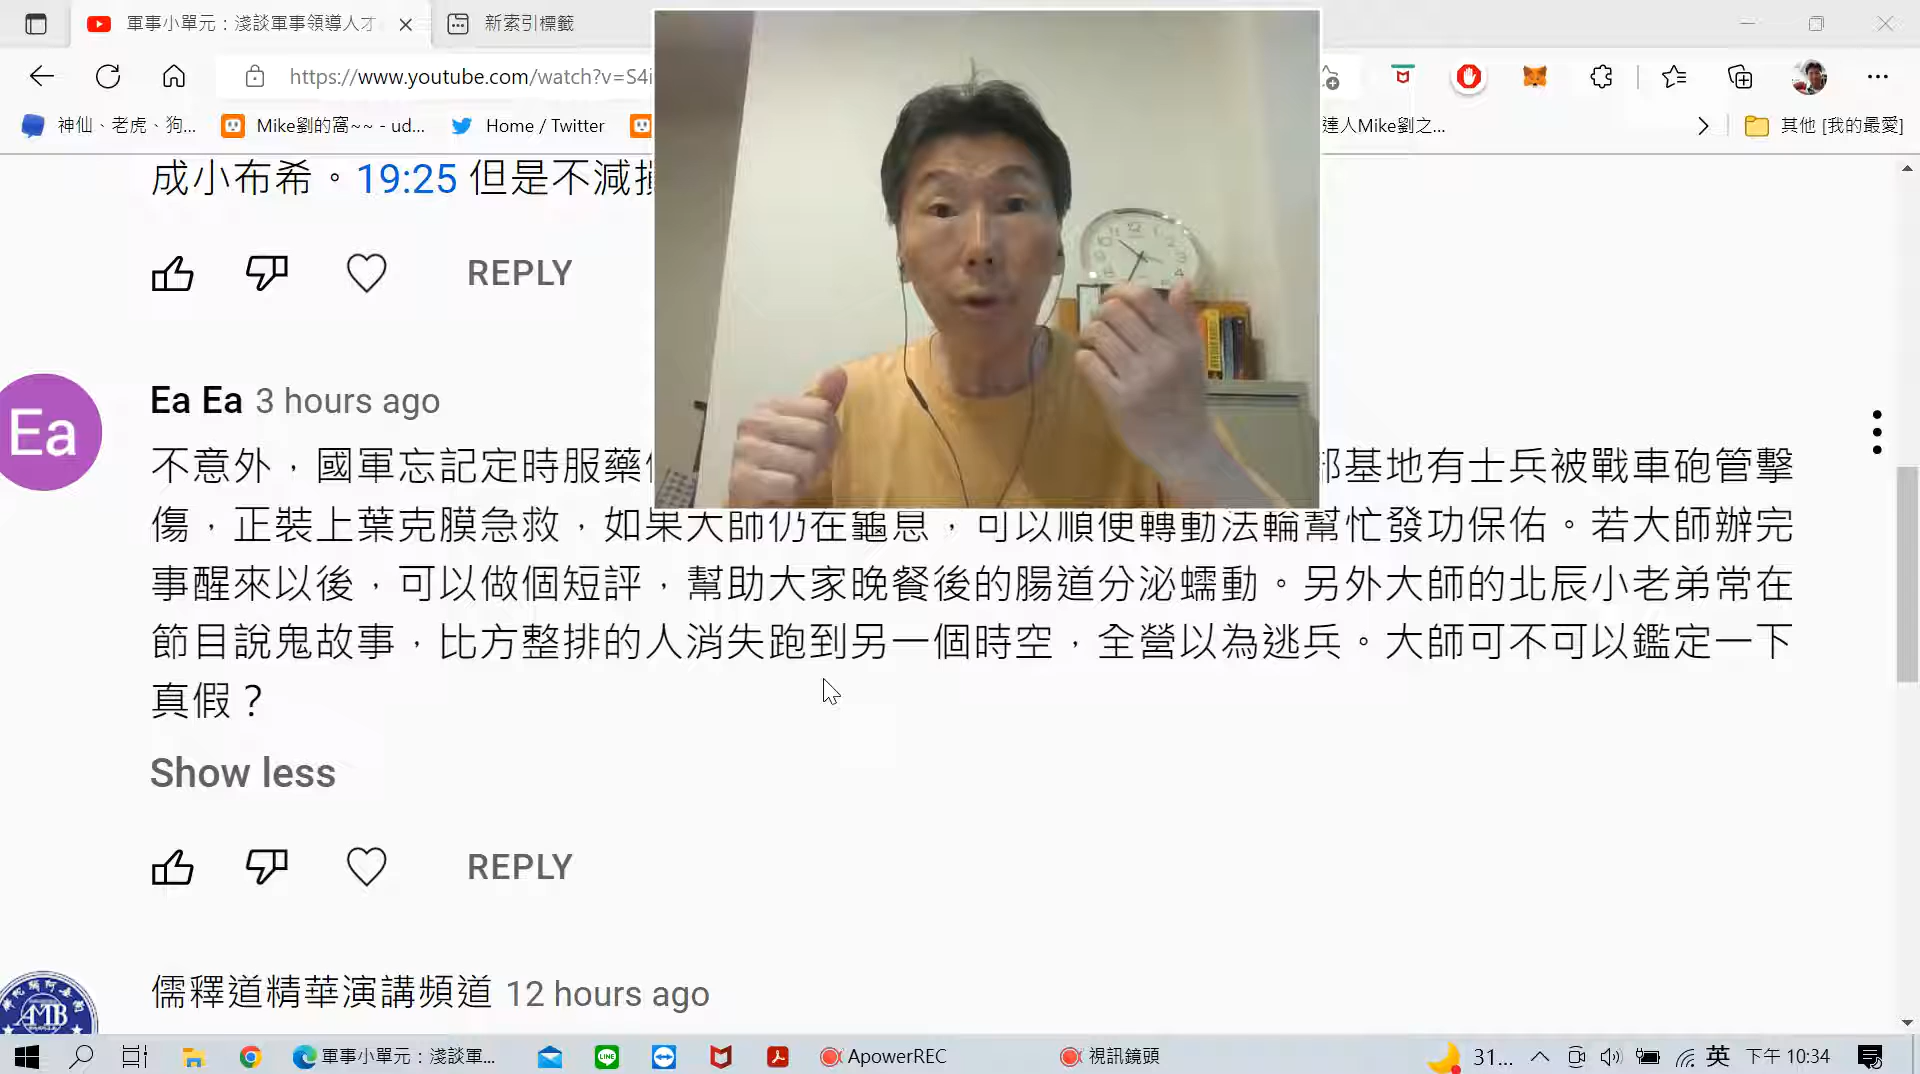 軍事小單元：淺談軍事領導人才
新索引標籤
https://www.youtube.com/watch?v=S4i
神仙、老虎、狗...
Mike劉的窩~~ - ud...
Home / Twitter
達人Mike劉之...
其他 [我的最愛]
成小布希。19:25 但是不減損
REPLY
Ea
Ea Ea 3 hours ago
不意外，國軍忘記定時服藥
部基地有士兵被戰車砲管擊
傷，正裝上葉克膜急救，如果大師仍在龜息，可以順便轉動法輪幫忙發功保佑。若大師辦完
事醒來以後，可以做個短評，幫助大家晚餐後的腸道分泌蠕動。另外大師的北辰小老弟常在
節目說鬼故事，比方整排的人消失跑到另一個時空，全營以為逃兵。大師可不可以鑑定一下
真假？
Show less
REPLY
儒釋道精華演講頻道 12 hours ago
AMB
軍事小單元：淺談軍...
ApowerREC
視訊鏡頭
31...
英
下午 10:34